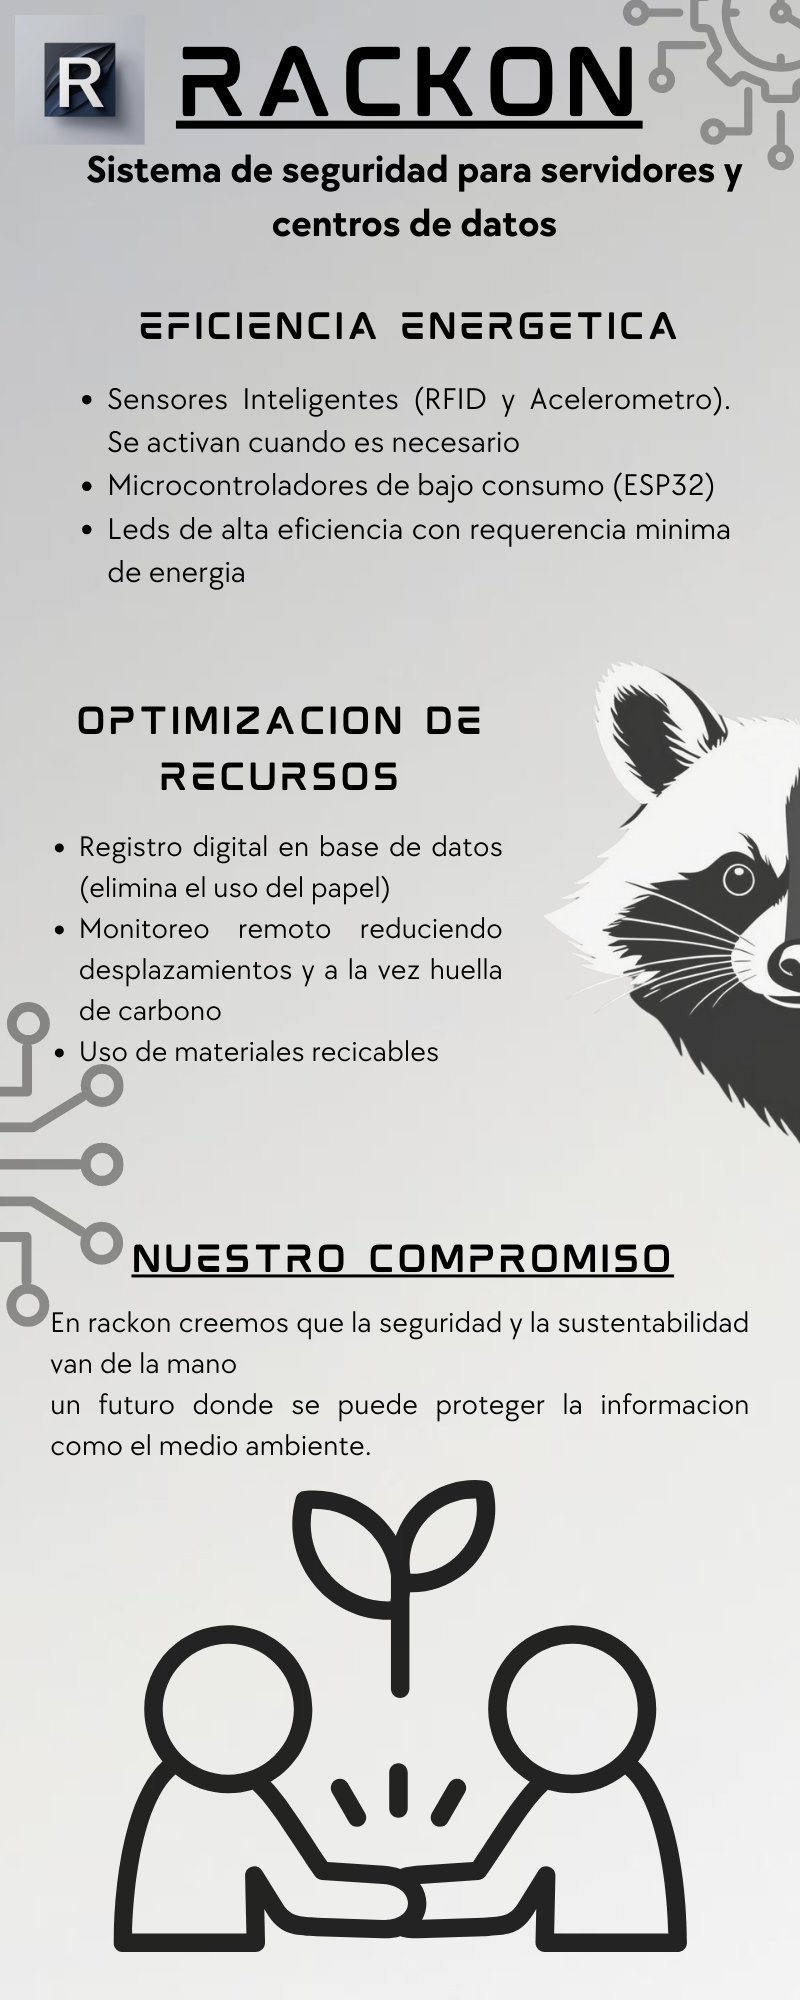 R
RACKON
Sistema de seguridad para servidores y
centros de datos
EFICIENCIA ENERGETICA
• Sensores Inteligentes (RFID y Acelerometro).
Se activan cuando es necesario
• Microcontroladores de bajo consumo (ESP32)
• Leds de alta eficiencia con requerencia minima
de energia
OPTIMIZACION DE
RECURSOS
• Registro digital en base de datos
(elimina el uso del papel)
• Monitoreo remoto reduciendo
desplazamientos y a la vez huella
de carbono
• Uso de materiales recicables
NUESTRO COMPROMISO
En rackon creemos que la seguridad y la sustentabilidad
van de la mano
un futuro donde se puede proteger la informacion
como el medio ambiente.